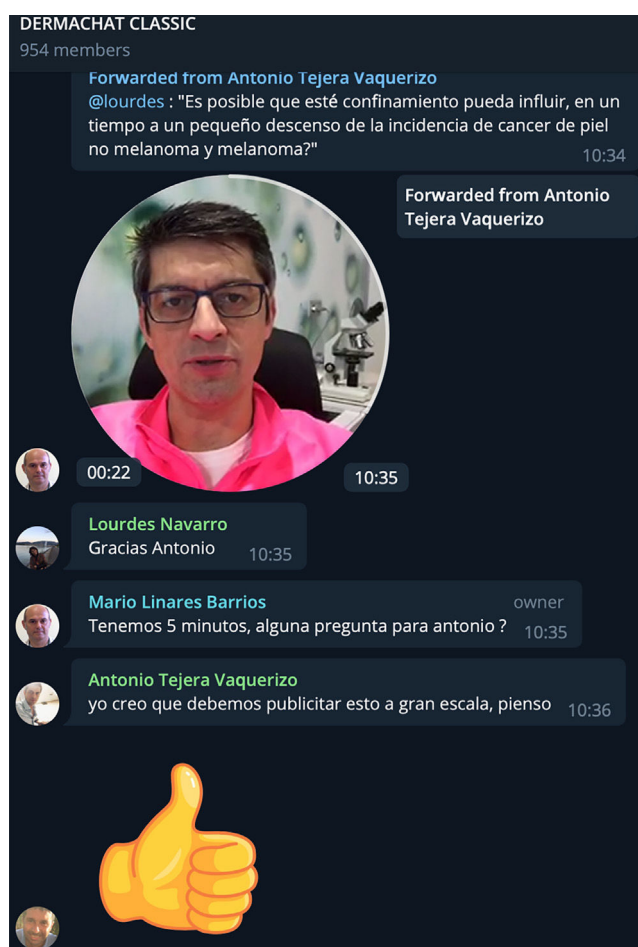 DERMACHAT CLASSIC
954 members
Forwarded from Antonio Tejera Vaquerizo
@lourdes : "Es posible que esté confinamiento pueda influir, en un
tiempo a un pequeño descenso de la incidencia de cancer de piel
no melanoma y melanoma?"
10:34
Forwarded from Antonio
Tejera Vaquerizo
00:22
10:35
Lourdes Navarro
Gracias Antonio 10:35
Mario Linares Barrios owner
Tenemos 5 minutos, alguna pregunta para antonio ? 10:35
Antonio Tejera Vaquerizo
yo creo que debemos publicitar esto a gran escala, pienso 10:36